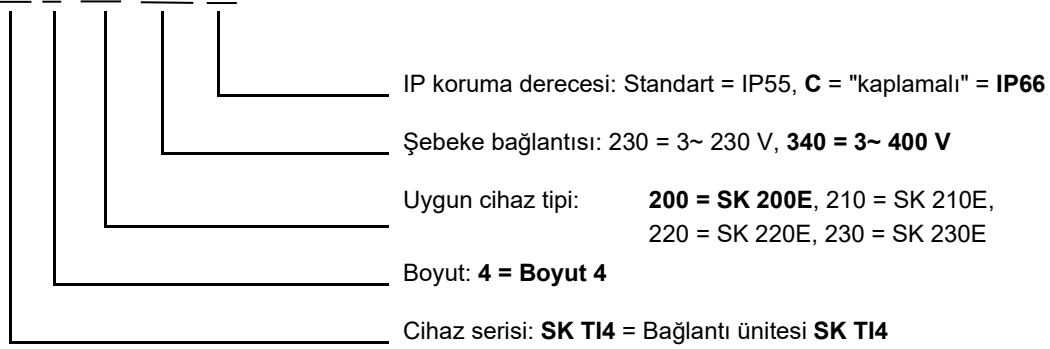 IP koruma derecesi: Standart = IP55, C = "kaplamalı" = IP66
Şebeke bağlantısı: 230 = 3~ 230 V, 340 = 3~ 400 V
Uygun cihaz tipi: 200 = SK 200E, 210 = SK 210E,
220 = SK 220E, 230 = SK 230E
Boyut: 4 = Boyut 4
Cihaz serisi: SK TI4 = Bağlantı ünitesi SK TI4